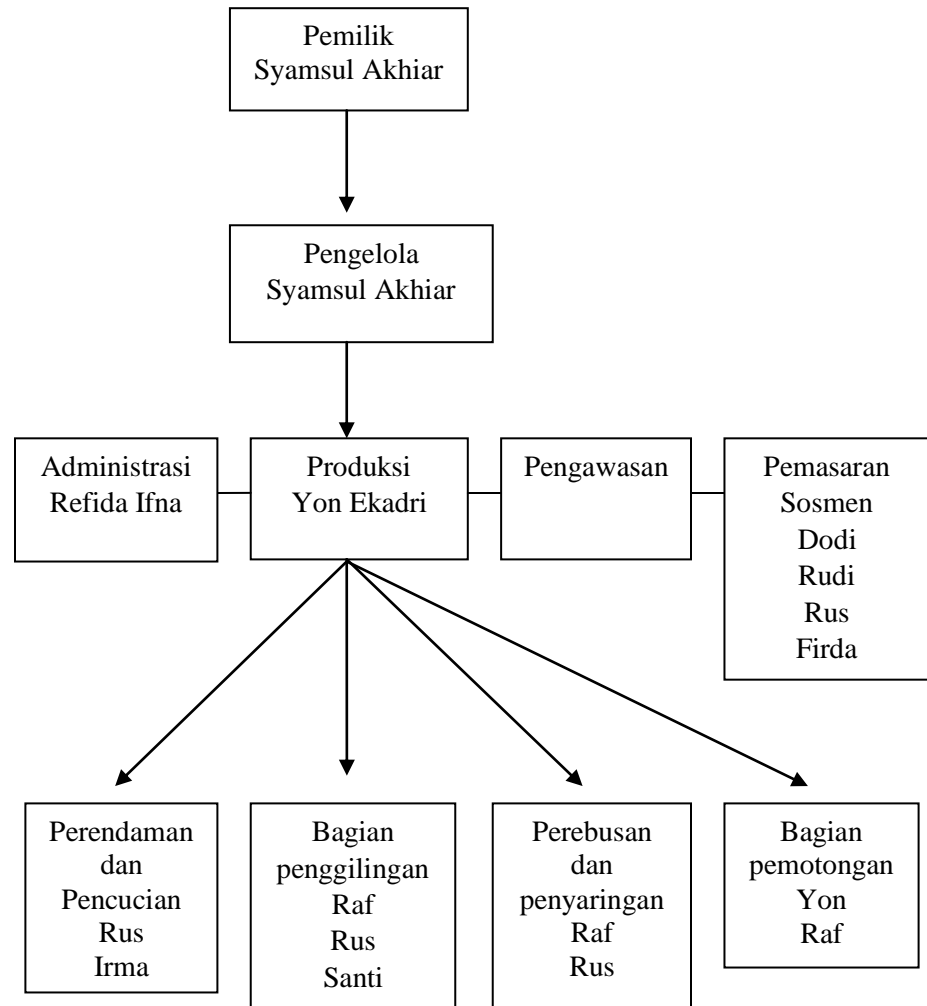 Pemilik
Syamsul Akhiar
Pengelola
Syamsul Akhiar
Administrasi
Refida Ifna
Produksi
Yon Ekadri
Pengawasan
Pemasaran
Sosmen
Dodi
Rudi
Rus
Firda
Perendaman
dan
Pencucian
Rus
Irma
Bagian
penggilingan
Raf
Rus
Santi
Perebusan
dan
penyaringan
Raf
Rus
Bagian
pemotongan
Yon
Raf